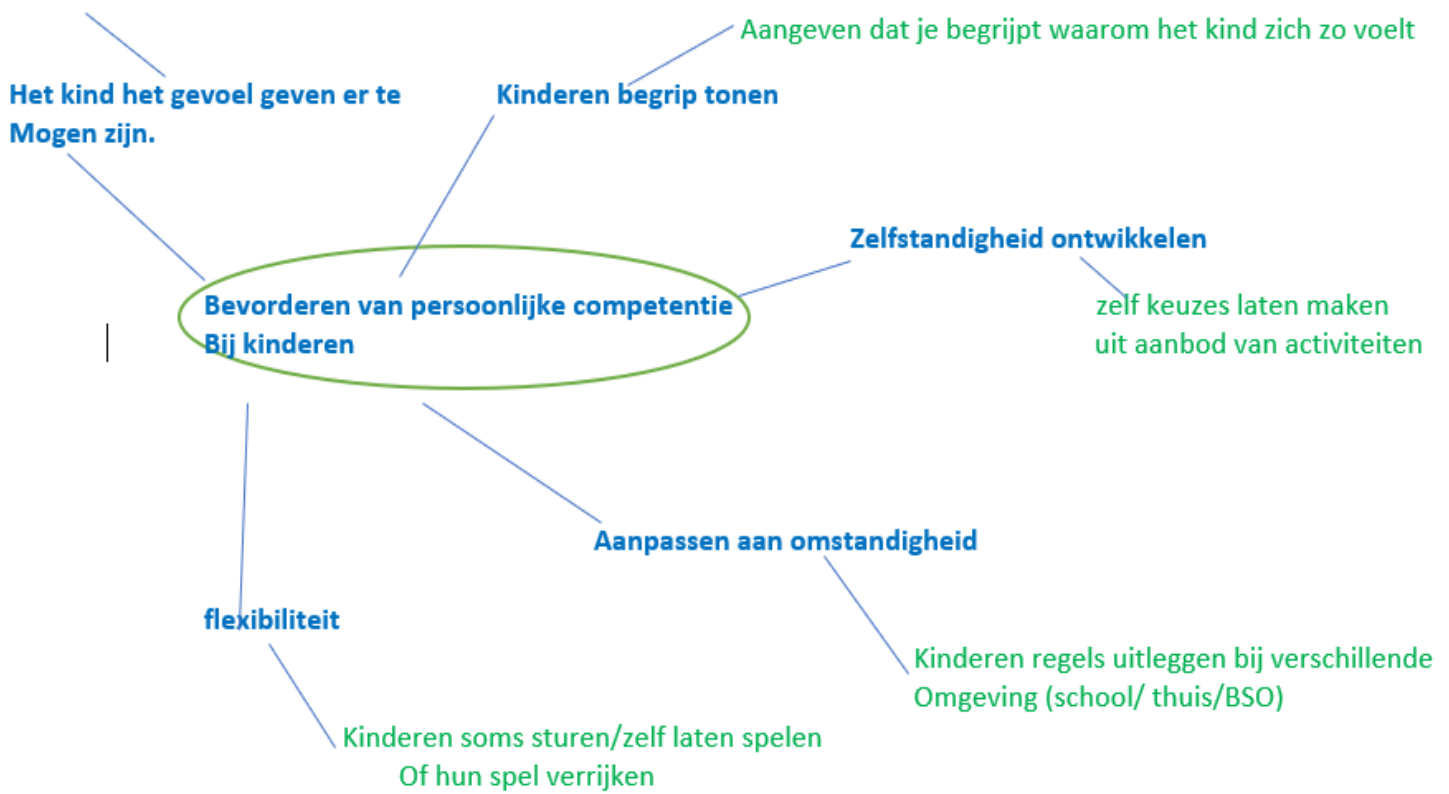 Aangeven dat je begrijpt waarom het kind zich zo voelt
Het kind het gevoel geven er te
Mogen zijn.
Kinderen begrip tonen
Zelfstandigheid ontwikkelen
zelf keuzes laten maken
uit aanbod van activiteiten
Bevorderen van persoonlijke competentie
Bij kinderen
Aanpassen aan omstandigheid
Kinderen regels uitleggen bij verschillende
Omgeving (school/ thuis/BSO)
flexibiliteit
Kinderen soms sturen/zelf laten spelen
Of hun spel verrijken